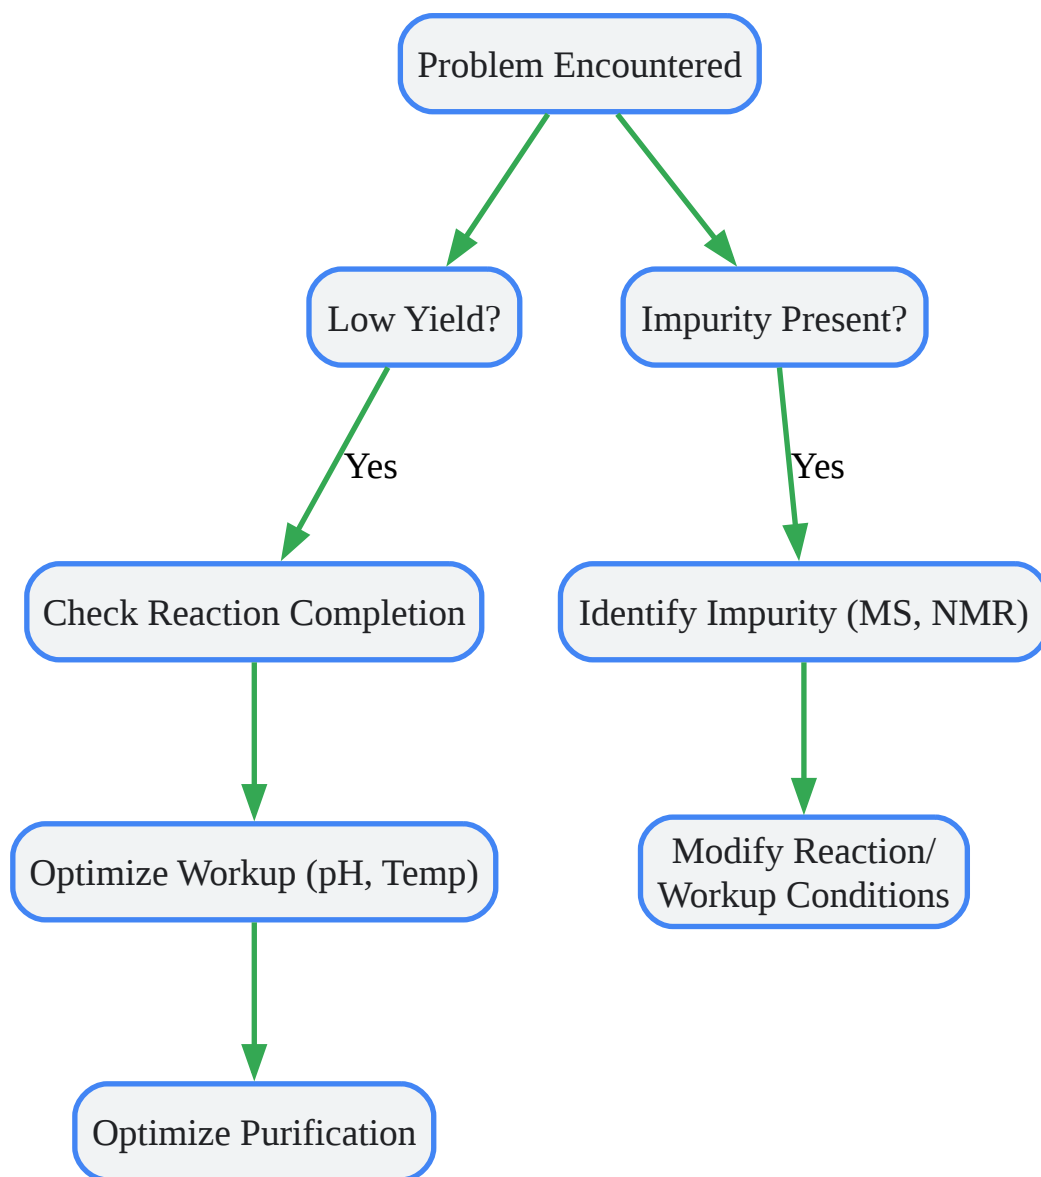 Problem Encountered
Low Yield?
Impurity Present?
Yes
Yes
Check Reaction Completion
Identify Impurity (MS, NMR)
Optimize Workup (pH, Temp)
Modify Reaction/
Workup Conditions
Optimize Purification